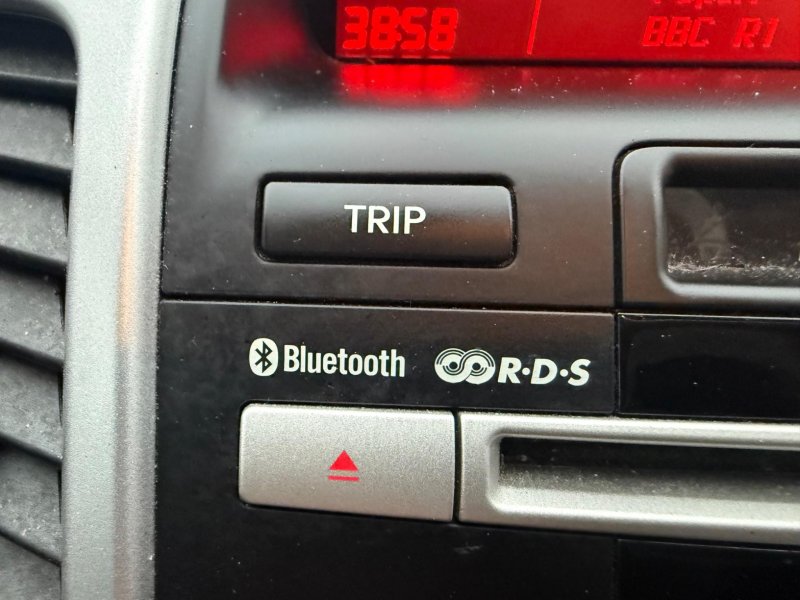 3858
BBC R1
TRIP
Bluetooth R·D·S